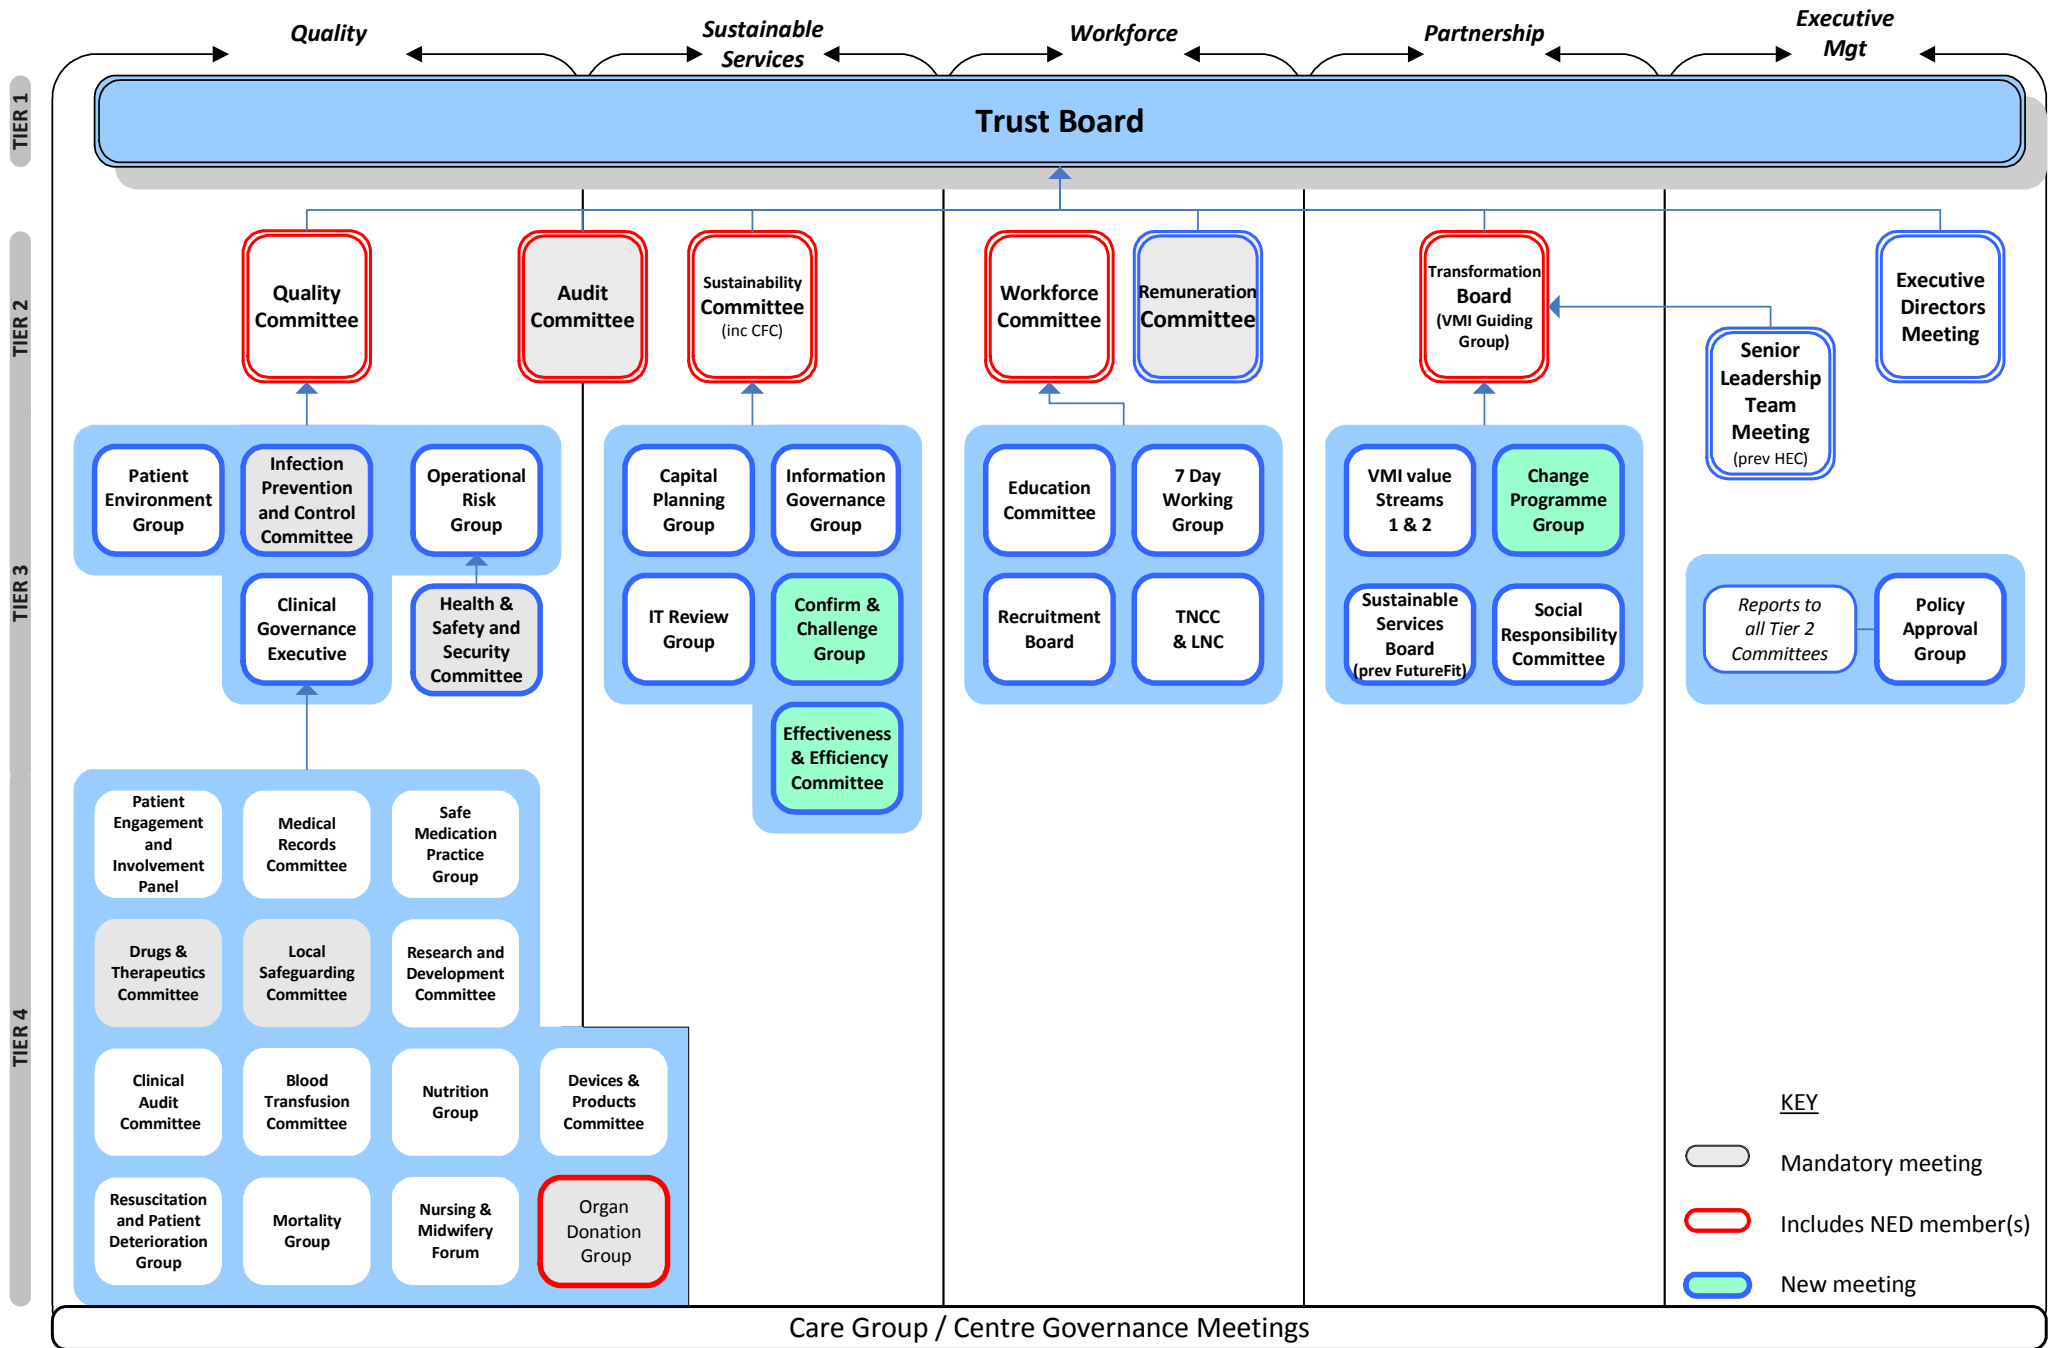 Quality
Sustainable
Services
Workforce
Partnership
Executive
Mgt
TIER 1
Trust Board
TIER 2
Quality
Committee
Audit
Committee
Sustainability
Committee
(inc CFC)
Workforce
Committee
Remuneration
Committee
Transformation
Board
(VMI Guiding
Group)
Senior
Leadership
Team
Meeting
(prev HEC)
Executive
Directors
Meeting
TIER 3
Patient
Environment
Group
Infection
Prevention
and Control
Committee
Operational
Risk
Group
Clinical
Governance
Executive
Health &
Safety and
Security
Committee
Capital
Planning
Group
Information
Governance
Group
IT Review
Group
Confirm &
Challenge
Group
Effectiveness
& Efficiency
Committee
Education
Committee
7 Day
Working
Group
Recruitment
Board
TNCC
& LNC
VMI value
Streams
1 & 2
Change
Programme
Group
Sustainable
Services
Board
(prev FutureFit)
Social
Responsibility
Committee
Reports to
all Tier 2
Committees
Policy
Approval
Group
TIER 4
Patient
Engagement
and
Involvement
Panel
Medical
Records
Committee
Safe
Medication
Practice
Group
Drugs &
Therapeutics
Committee
Local
Safeguarding
Committee
Research and
Development
Committee
Clinical
Audit
Committee
Blood
Transfusion
Committee
Nutrition
Group
Devices &
Products
Committee
Resuscitation
and Patient
Deterioration
Group
Mortality
Group
Nursing &
Midwifery
Forum
Organ
Donation
Group
KEY
Mandatory meeting
Includes NED member(s)
New meeting
Care Group / Centre Governance Meetings